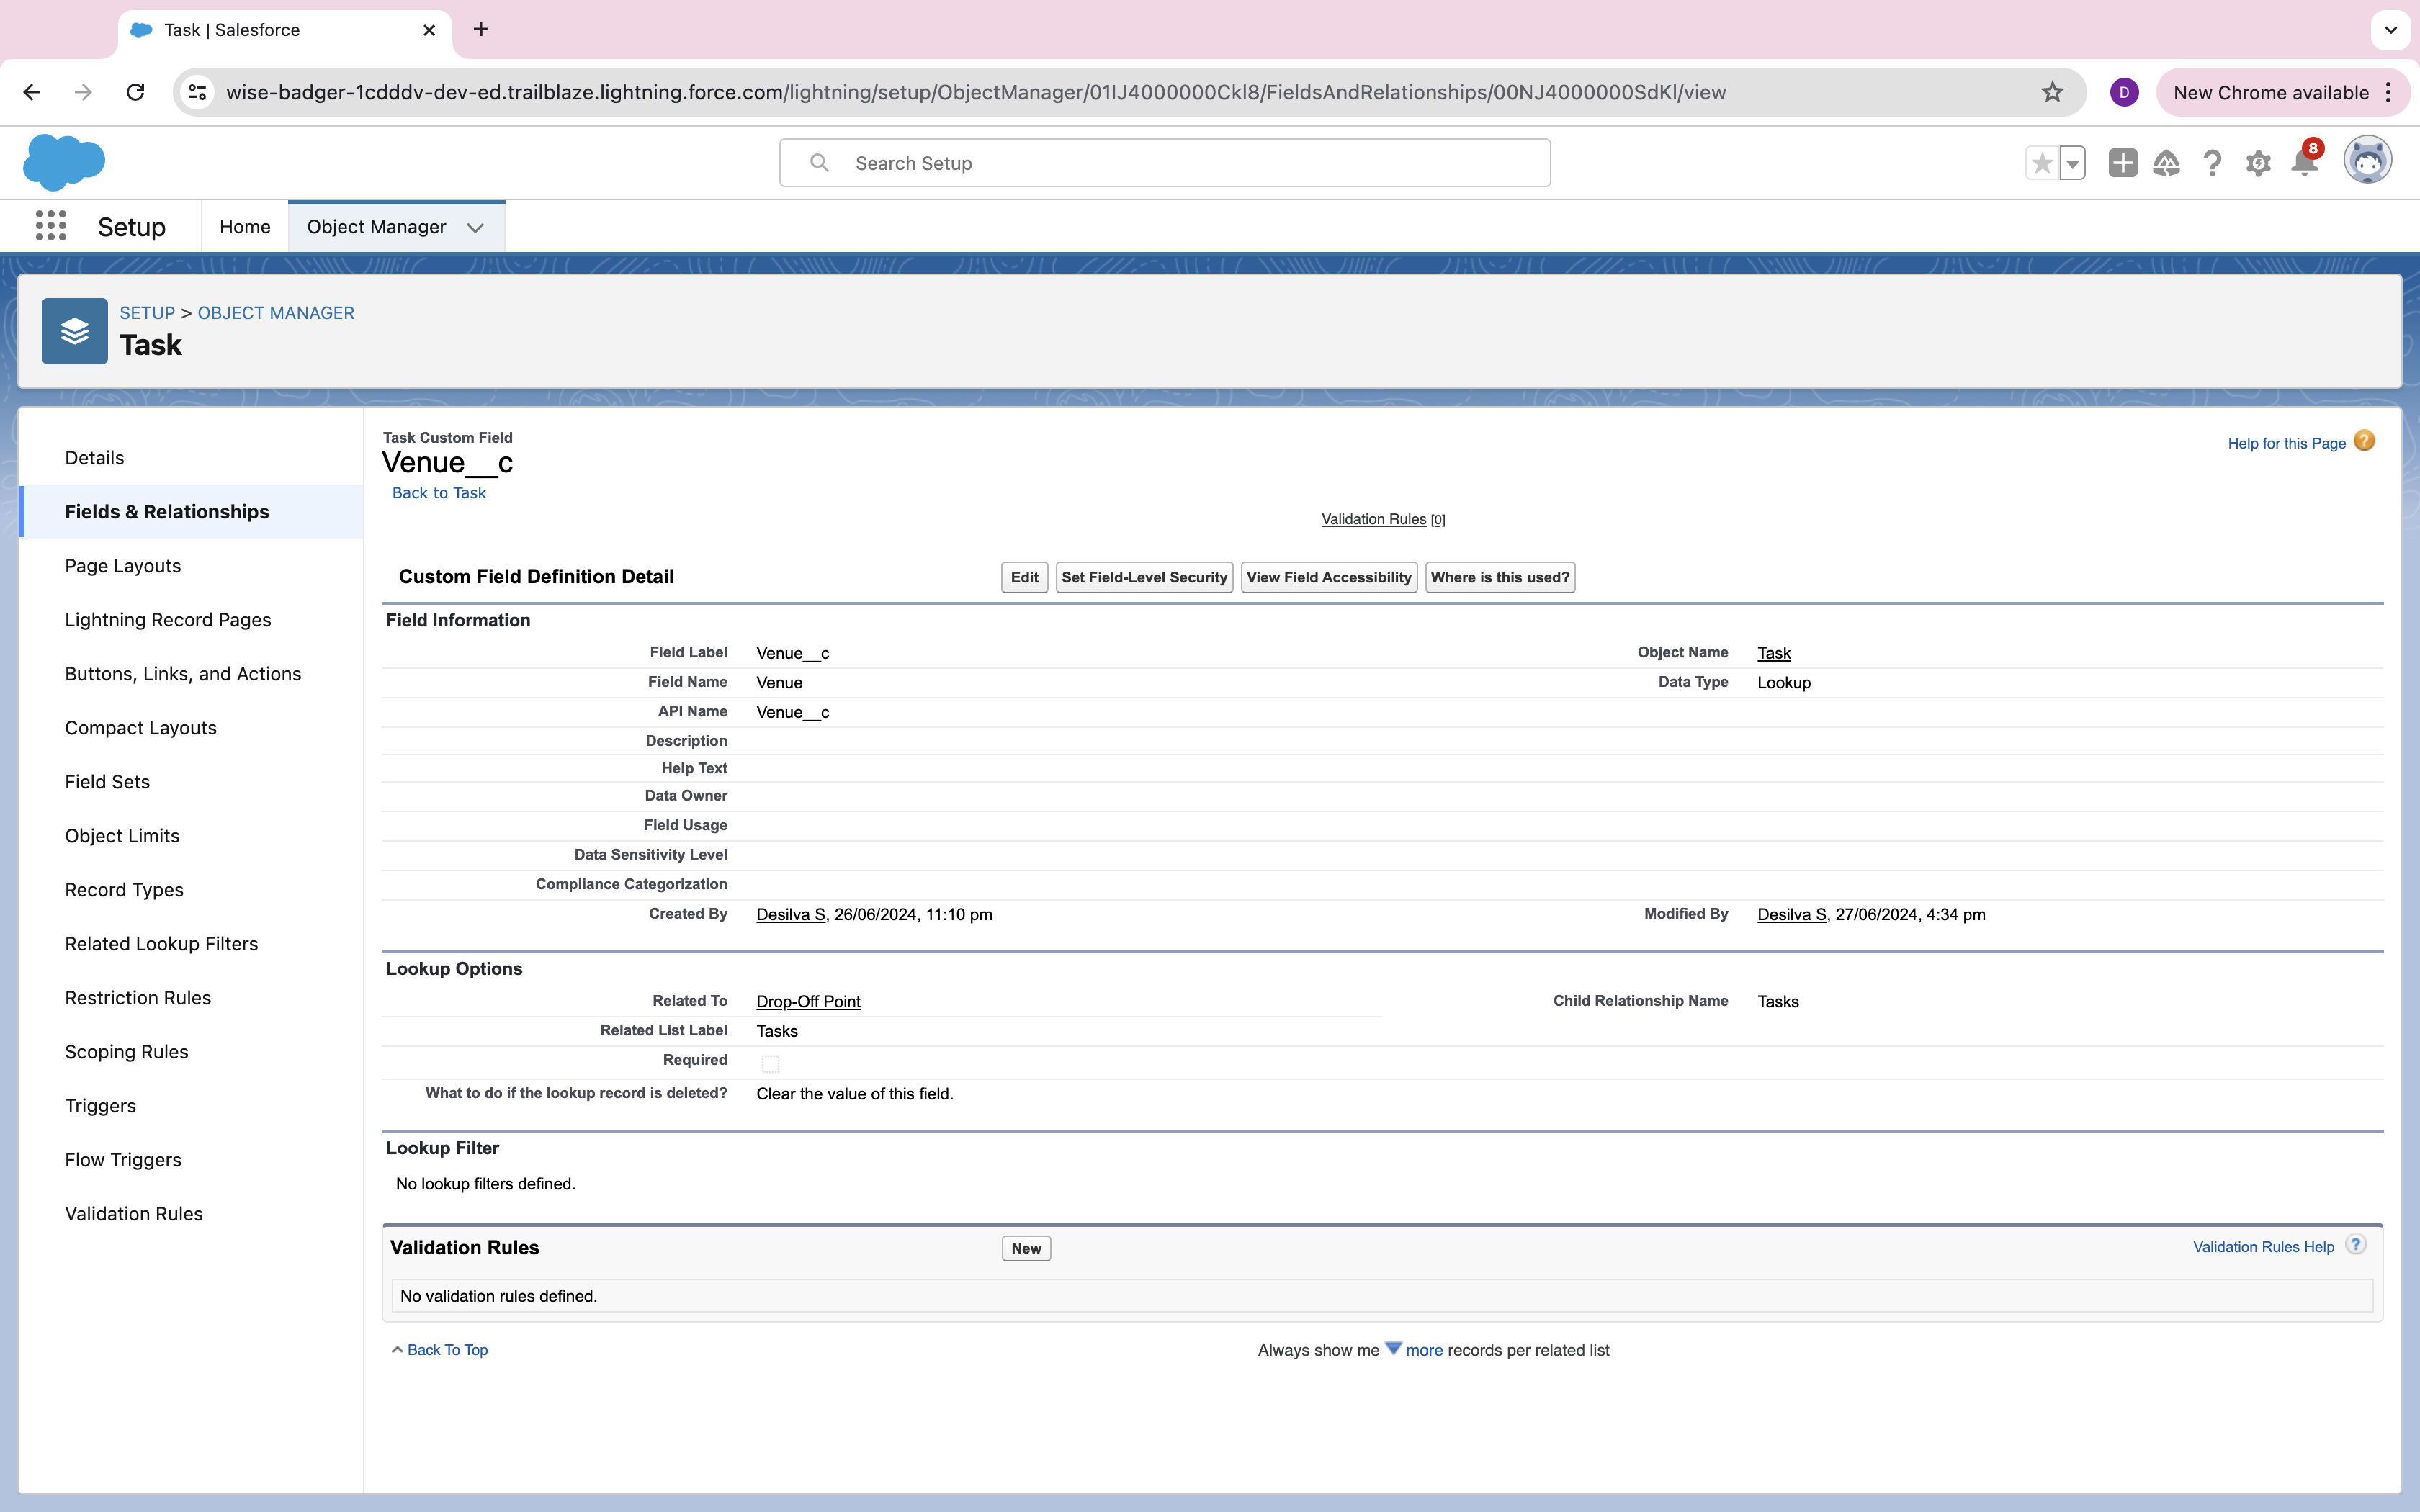 Task | Salesforce
wise-badger-1cdddv-dev-ed.trailblaze.lightning.force.com/lightning/setup/ObjectManager/01IJ4000000Ckl8/FieldsAndRelationships/00NJ4000000SdKl/view
D
New Chrome available
Search Setup
8
Setup
Home
Object Manager
SETUP > OBJECT MANAGER
Task
Details
Fields & Relationships
Page Layouts
Lightning Record Pages
Buttons, Links, and Actions
Compact Layouts
Field Sets
Object Limits
Record Types
Related Lookup Filters
Restriction Rules
Scoping Rules
Triggers
Flow Triggers
Validation Rules
Task Custom Field
Venue__c
Back to Task
Help for this Page ?
Validation Rules [0]
Custom Field Definition Detail
Edit
Set Field-Level Security
View Field Accessibility
Where is this used?
Field Information
Field Label Venue__c
Object Name Task
Field Name Venue
Data Type Lookup
API Name Venue__c
Description
Help Text
Data Owner
Field Usage
Data Sensitivity Level
Compliance Categorization
Created By Desilva S, 26/06/2024, 11:10 pm
Modified By Desilva S, 27/06/2024, 4:34 pm
Lookup Options
Related To Drop-Off Point
Child Relationship Name Tasks
Related List Label Tasks
Required
What to do if the lookup record is deleted? Clear the value of this field.
Lookup Filter
No lookup filters defined.
Validation Rules
New
Validation Rules Help ?
No validation rules defined.
Back To Top
Always show me more records per related list